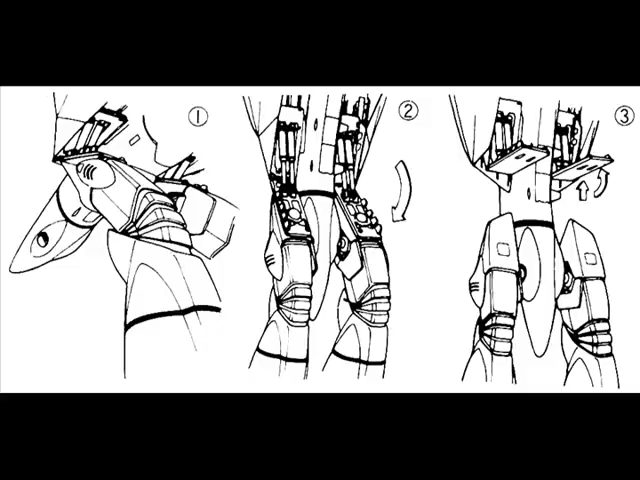 ①
②
③